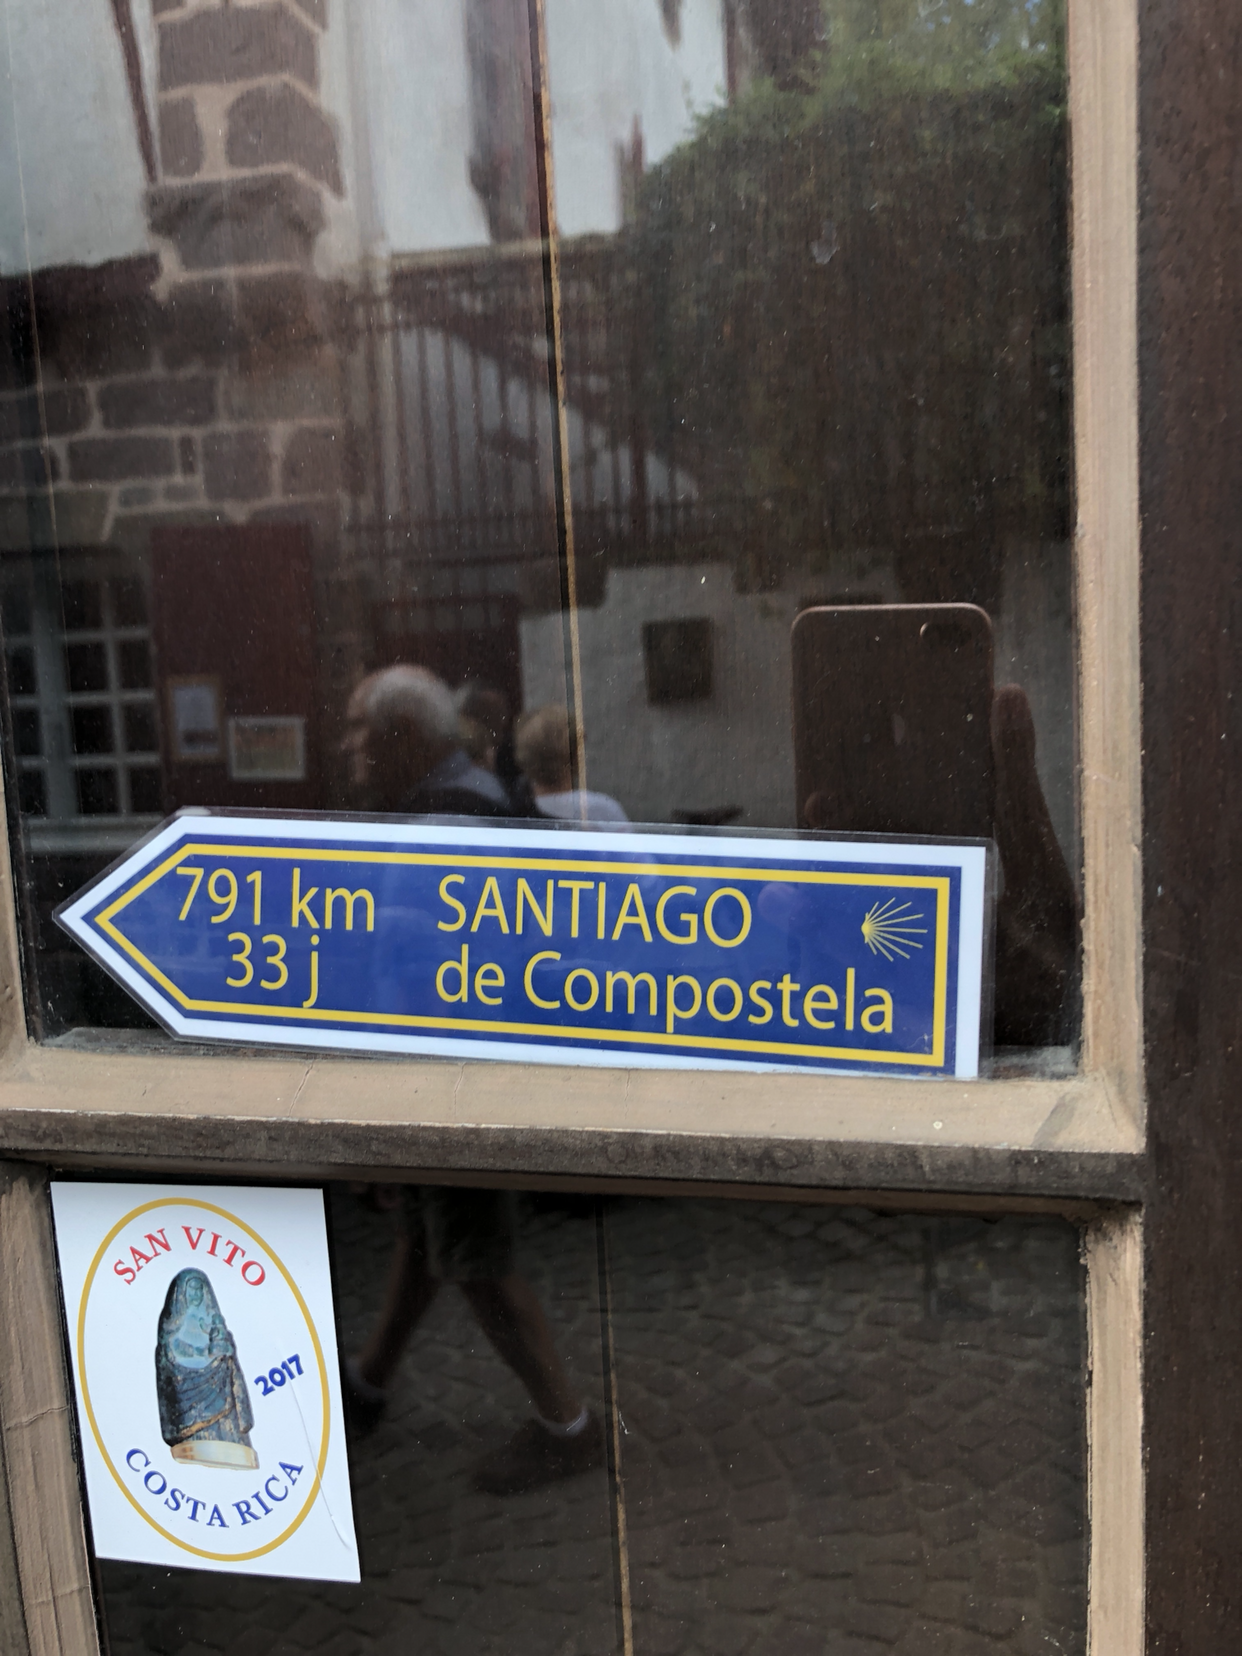 791 km SANTIAGO
33 j de Compostela
SAN VITO
2017
COSTA RICA